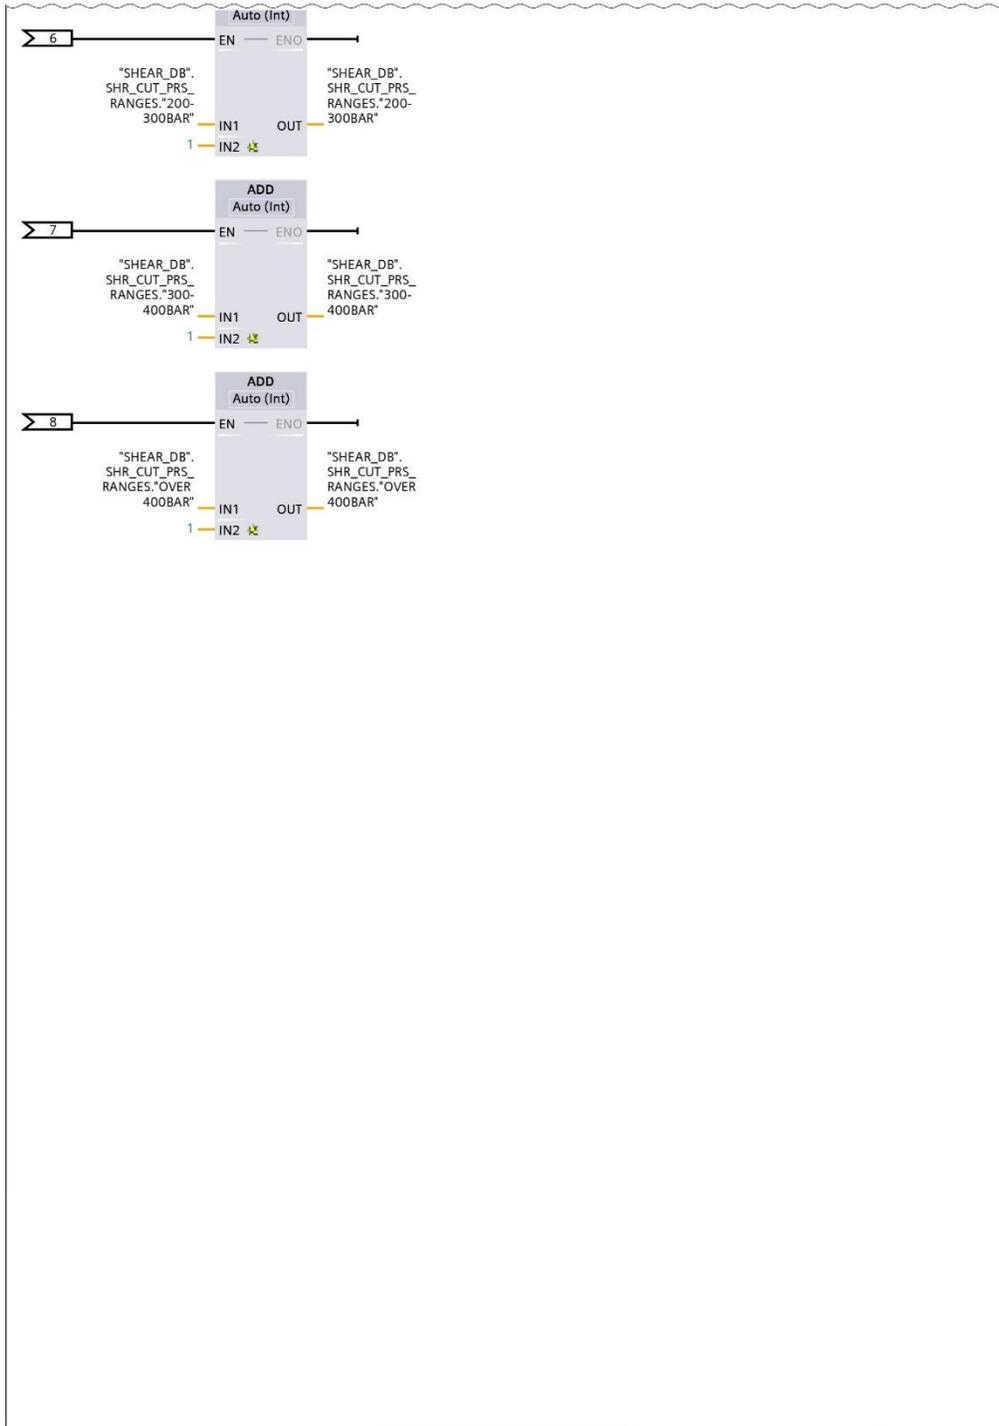 Auto (Int)
6
EN
ENO
"SHEAR_DB".
SHR_CUT_PRS_
RANGES."200-
300BAR"
IN1
"SHEAR_DB".
SHR_CUT_PRS_
RANGES."200-
300BAR"
OUT
1
IN2
ADD
Auto (Int)
7
EN
ENO
"SHEAR_DB".
SHR_CUT_PRS_
RANGES."300-
400BAR"
IN1
"SHEAR_DB".
SHR_CUT_PRS_
RANGES."300-
400BAR"
OUT
1
IN2
ADD
Auto (Int)
8
EN
ENO
"SHEAR_DB".
SHR_CUT_PRS_
RANGES."OVER
400BAR"
IN1
"SHEAR_DB".
SHR_CUT_PRS_
RANGES."OVER
400BAR"
OUT
1
IN2